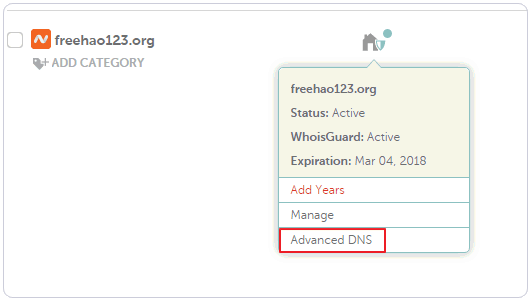 freehao123.org
ADD CATEGORY
freehao123.org
Status: Active
WhoisGuard: Active
Expiration: Mar 04, 2018
Add Years
Manage
Advanced DNS